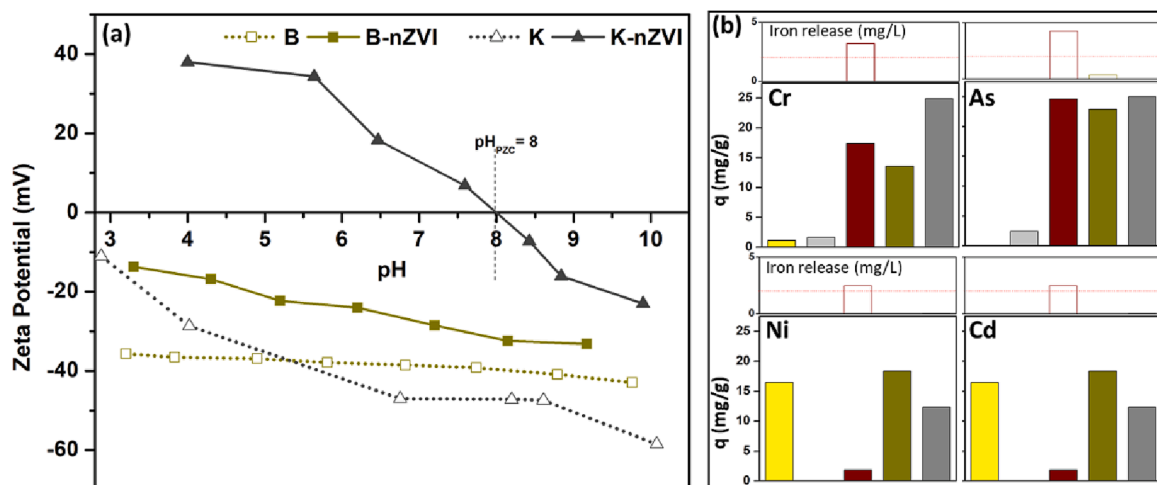 (a) B B-nZVI K K-nZVI
40
20
0
-20
-40
-60
Zeta Potential (mV)
pH_PZC = 8
3 4 5 6 7 8 9 10
pH
(b)
Iron release (mg/L)
5
0
Cr As
25
20
15
10
5
0
q (mg/g)
Iron release (mg/L)
5
0
Ni Cd
25
20
15
10
5
0
q (mg/g)